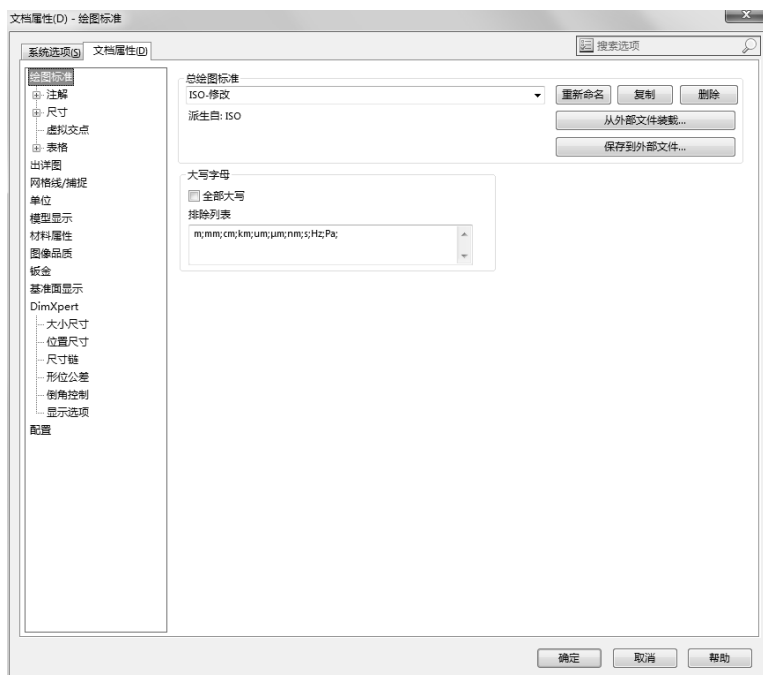 文档属性(D) - 绘图标准
系统选项(S) 文档属性(D)
搜索选项
绘图标准
注解
尺寸
虚拟交点
表格
出详图
网格线/捕捉
单位
模型显示
材料属性
图像品质
钣金
基准面显示
DimXpert
大小尺寸
位置尺寸
尺寸链
形位公差
倒角控制
显示选项
配置
总绘图标准
ISO-修改
重新命名 复制 删除
派生自: ISO
从外部文件装载...
保存到外部文件...
大写字母
全部大写
排除列表
m;mm;cm;km;um;µm;nm;s;Hz;Pa;
确定 取消 帮助